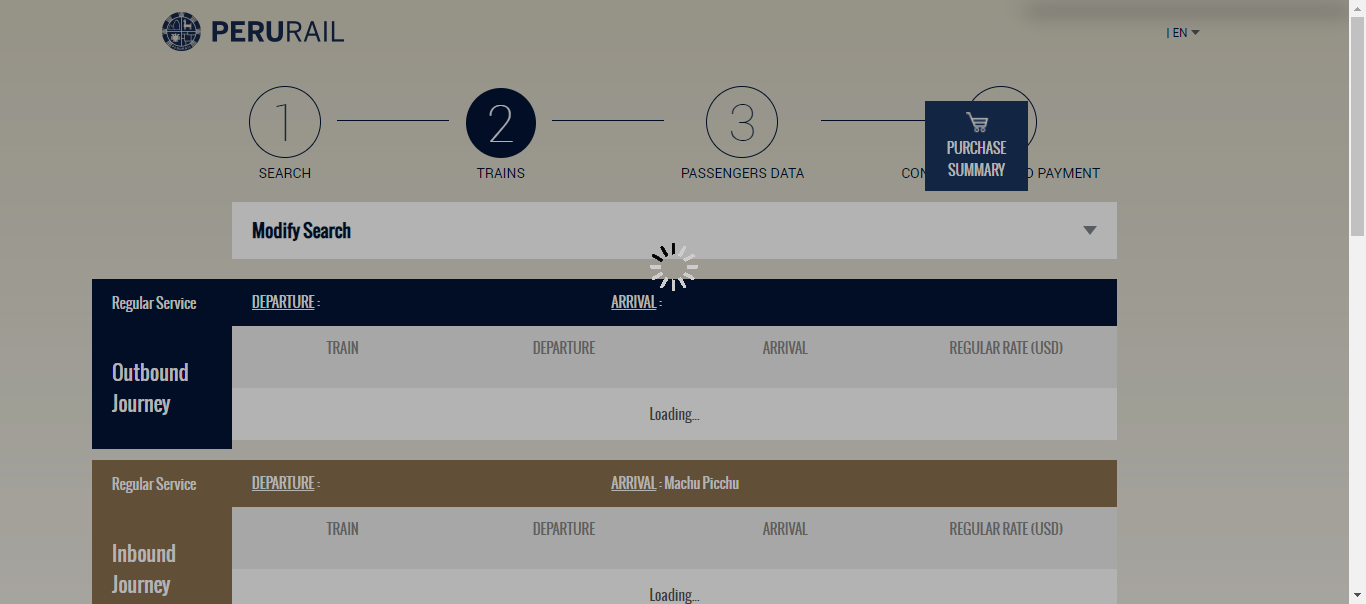 PERURAIL
| EN
1
2
3
SEARCH
TRAINS
PASSENGERS DATA
PAYMENT
PURCHASE
SUMMARY
Modify Search
Regular Service
DEPARTURE :
ARRIVAL :
Outbound
Journey
TRAIN
DEPARTURE
ARRIVAL
REGULAR RATE (USD)
Loading...
Regular Service
DEPARTURE :
ARRIVAL : Machu Picchu
Inbound
Journey
TRAIN
DEPARTURE
ARRIVAL
REGULAR RATE (USD)
Loading...